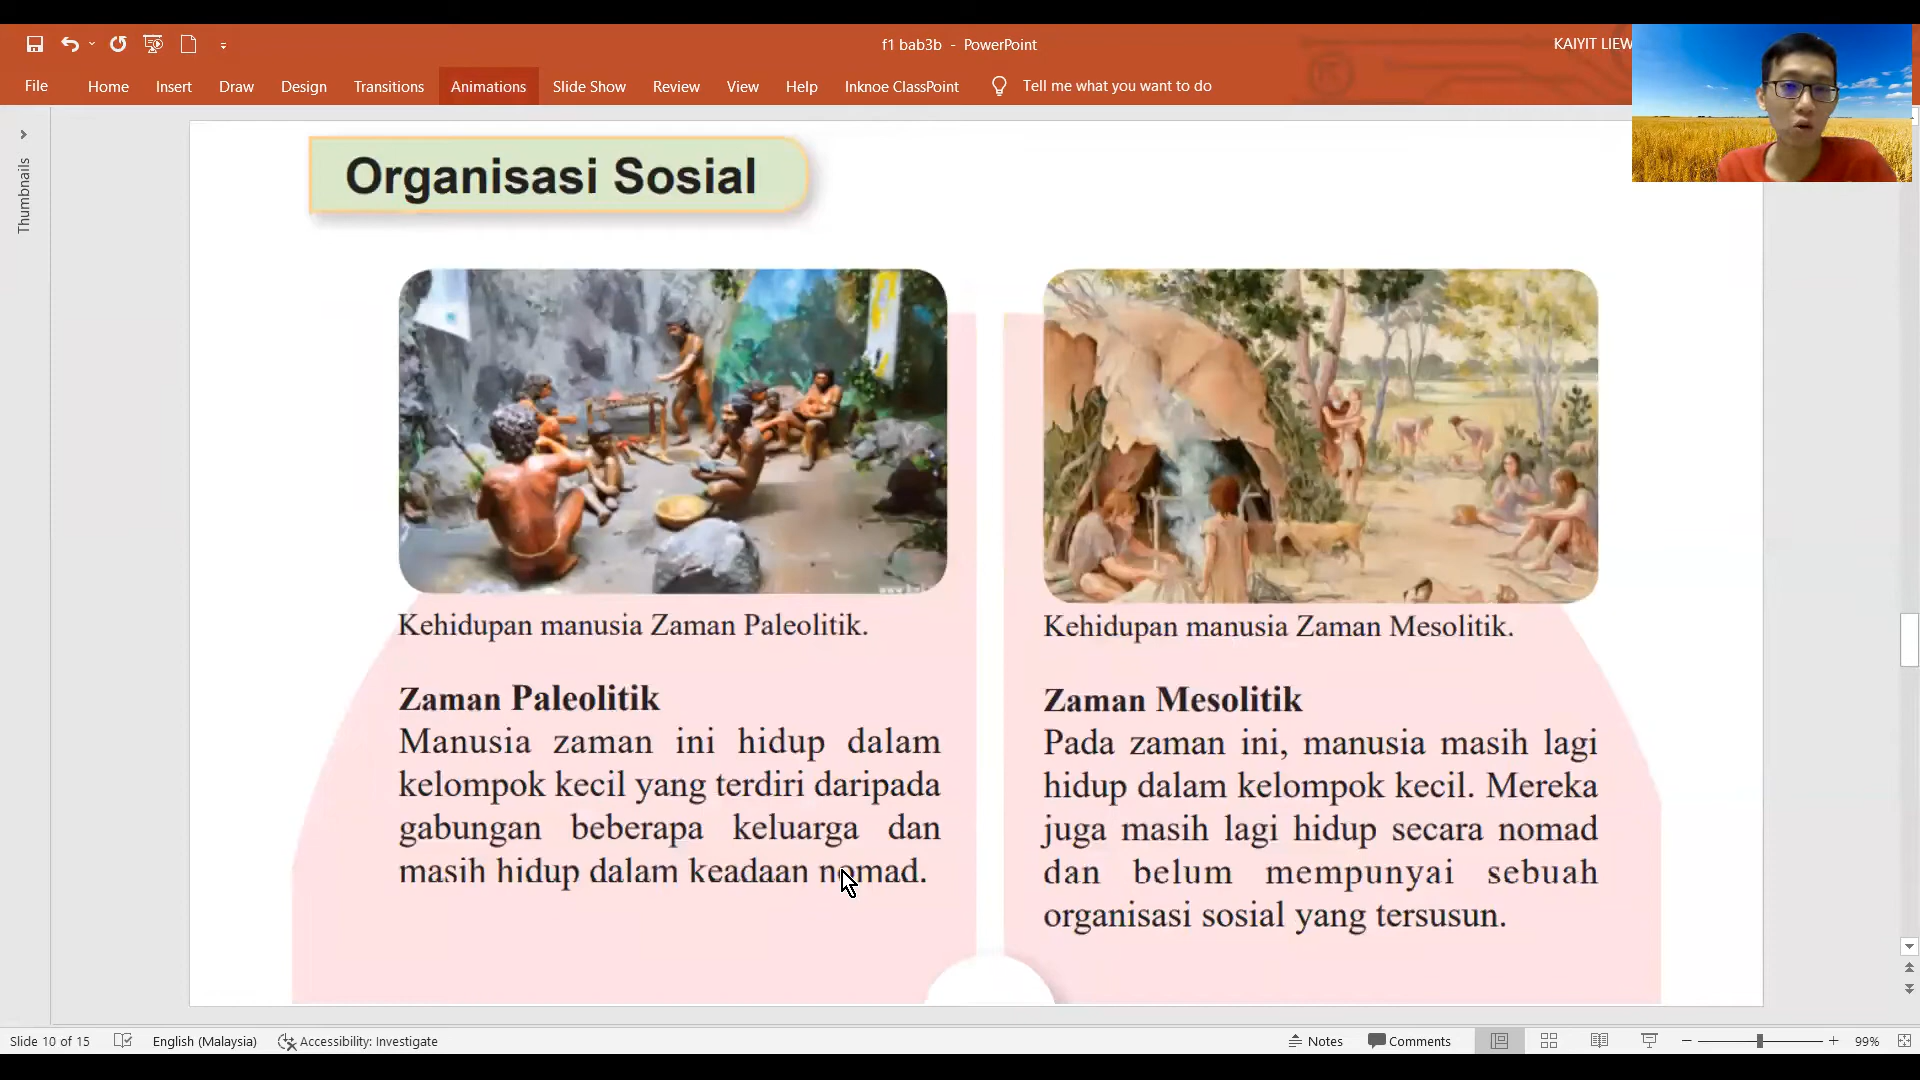 f1 bab3b - PowerPoint
KAIYIT LIEW
File
Home
Insert
Draw
Design
Transitions
Animations
Slide Show
Review
View
Help
Inknoe ClassPoint
Tell me what you want to do
Thumbnails
Organisasi Sosial
Kehidupan manusia Zaman Paleolitik.
Zaman Paleolitik
Manusia zaman ini hidup dalam
kelompok kecil yang terdiri daripada
gabungan beberapa keluarga dan
masih hidup dalam keadaan nomad.
Kehidupan manusia Zaman Mesolitik.
Zaman Mesolitik
Pada zaman ini, manusia masih lagi
hidup dalam kelompok kecil. Mereka
juga masih lagi hidup secara nomad
dan belum mempunyai sebuah
organisasi sosial yang tersusun.
Slide 10 of 15
English (Malaysia)
Accessibility: Investigate
Notes
Comments
99%